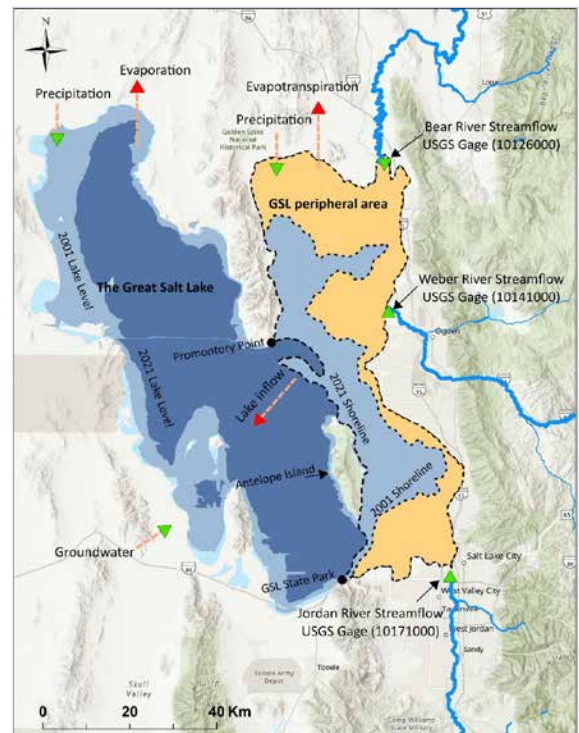 N
Evaporation
Precipitation
Evapotranspiration
Precipitation
Golden Spike
National
Historical Park
Logan
Bear River Streamflow
USGS Gage (10126000)
GSL peripheral area
2001 Lake Level
The Great Salt Lake
Weber River Streamflow
USGS Gage (10141000)
Ogden
Promontory Point
2021 Lake Level
Lake inflow
2021 Shoreline
Antelope Island
2001 Shoreline
Groundwater
GSL State Park
Salt Lake City
West Valley City
Jordan River Streamflow
USGS Gage (10171000)
West Jordan
Sandy
Tooele
Tooele Army
Depot
Skull
Valley
Camp Williams
0 20 40 Km